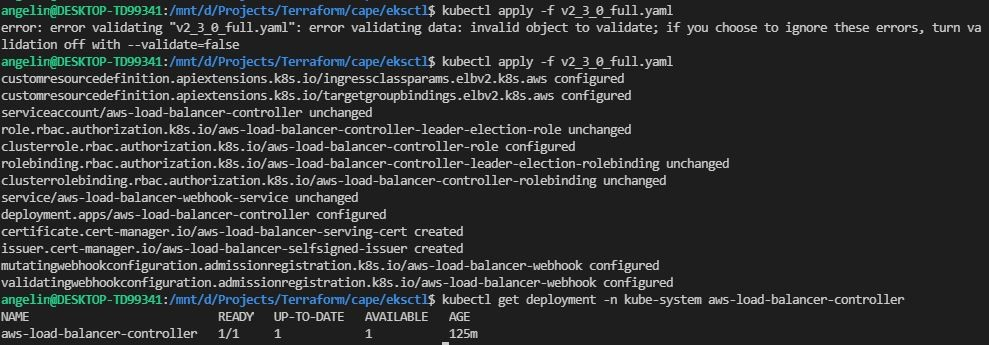 angelin@DESKTOP-TD99341:/mnt/d/Projects/Terraform/cape/eksctl$ kubectl apply -f v2_3_0_full.yaml
error: error validating "v2_3_0_full.yaml": error validating data: invalid object to validate; if you choose to ignore these errors, turn va
lidation off with --validate=false
angelin@DESKTOP-TD99341:/mnt/d/Projects/Terraform/cape/eksctl$ kubectl apply -f v2_3_0_full.yaml
customresourcedefinition.apiextensions.k8s.io/ingressclassparams.elbv2.k8s.aws configured
customresourcedefinition.apiextensions.k8s.io/targetgroupbindings.elbv2.k8s.aws configured
serviceaccount/aws-load-balancer-controller unchanged
role.rbac.authorization.k8s.io/aws-load-balancer-controller-leader-election-role unchanged
clusterrole.rbac.authorization.k8s.io/aws-load-balancer-controller-role configured
rolebinding.rbac.authorization.k8s.io/aws-load-balancer-controller-leader-election-rolebinding unchanged
clusterrolebinding.rbac.authorization.k8s.io/aws-load-balancer-controller-rolebinding unchanged
service/aws-load-balancer-webhook-service unchanged
deployment.apps/aws-load-balancer-controller configured
certificate.cert-manager.io/aws-load-balancer-serving-cert created
issuer.cert-manager.io/aws-load-balancer-selfsigned-issuer created
mutatingwebhookconfiguration.admissionregistration.k8s.io/aws-load-balancer-webhook configured
validatingwebhookconfiguration.admissionregistration.k8s.io/aws-load-balancer-webhook configured
angelin@DESKTOP-TD99341:/mnt/d/Projects/Terraform/cape/eksctl$ kubectl get deployment -n kube-system aws-load-balancer-controller
NAME READY UP-TO-DATE AVAILABLE AGE
aws-load-balancer-controller 1/1 1 1 125m